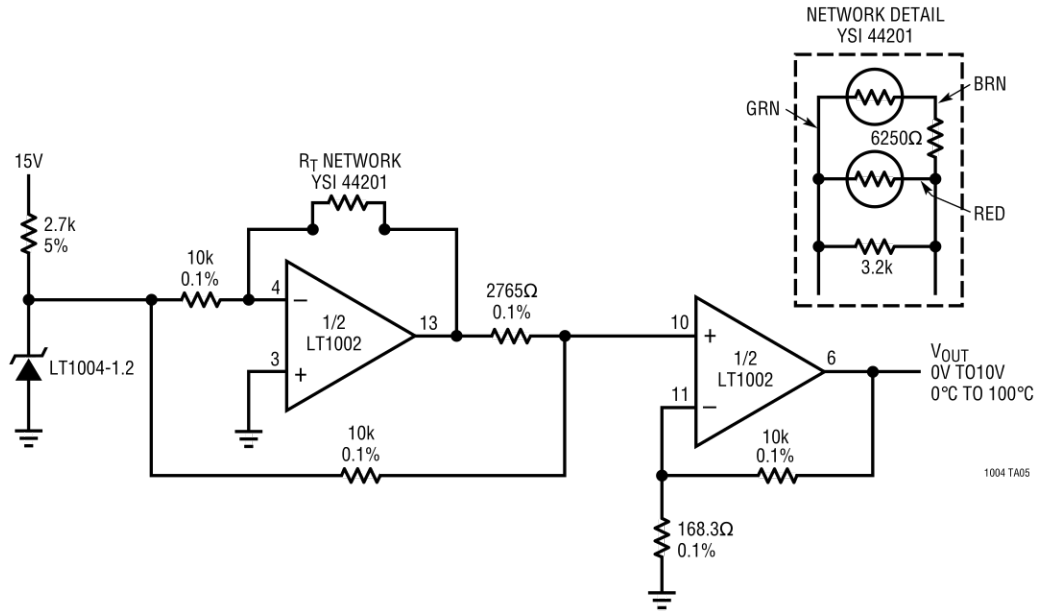 NETWORK DETAIL
YSI 44201
GRN
BRN
6250Ω
RED
3.2k
15V
2.7k
5%
LT1004-1.2
10k
0.1%
RT NETWORK
YSI 44201
4
−
1/2
LT1002
3
+
13
2765Ω
0.1%
10k
0.1%
10
+
1/2
LT1002
11
−
6
VOUT
0V TO10V
0°C TO 100°C
10k
0.1%
168.3Ω
0.1%
1004 TA05